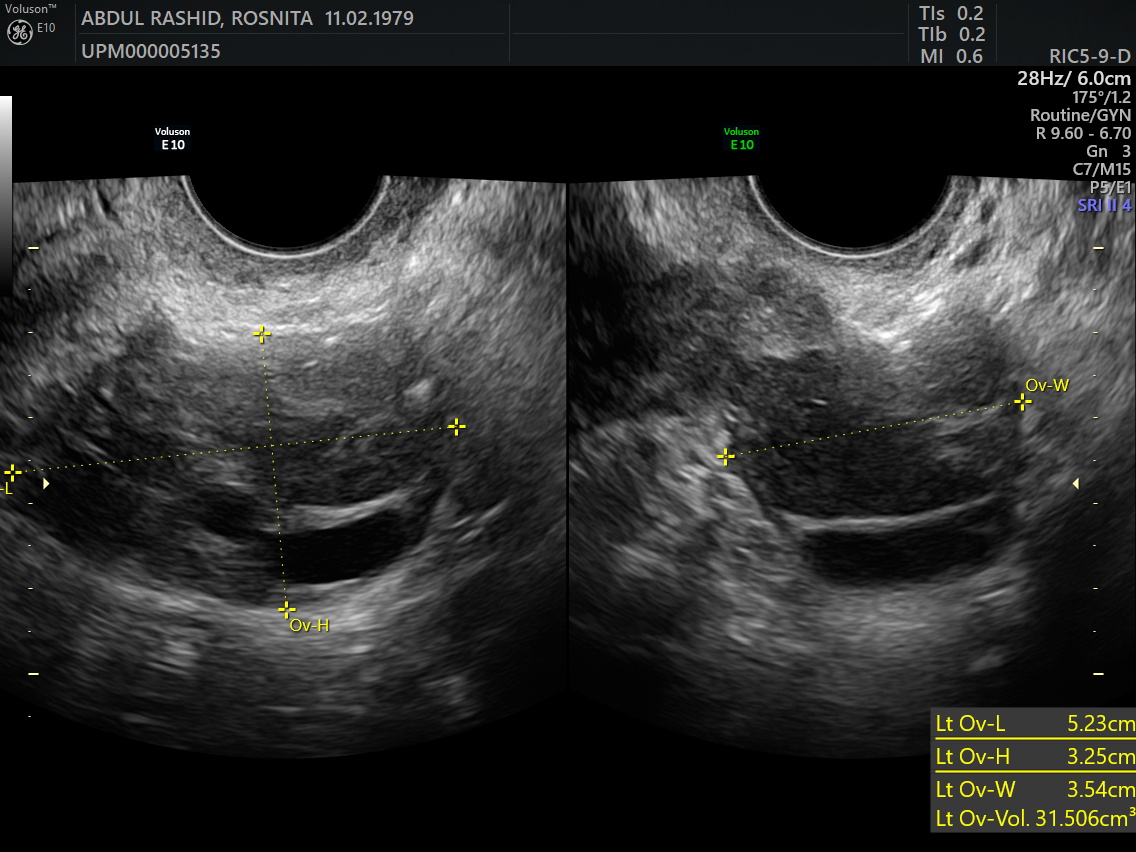 Voluson™
E10
ABDUL RASHID, ROSNITA 11.02.1979
UPM000005135
TIs 0.2
TIb 0.2
MI 0.6
RIC5-9-D
28Hz/ 6.0cm
175°/1.2
Routine/GYN
R 9.60 - 6.70
Gn 3
C7/M15
P5/E1
SRI II 4
Voluson
E10
Voluson
E10
Ov-W
-L
Ov-H
Lt Ov-L 5.23cm
Lt Ov-H 3.25cm
Lt Ov-W 3.54cm
Lt Ov-Vol. 31.506cm³